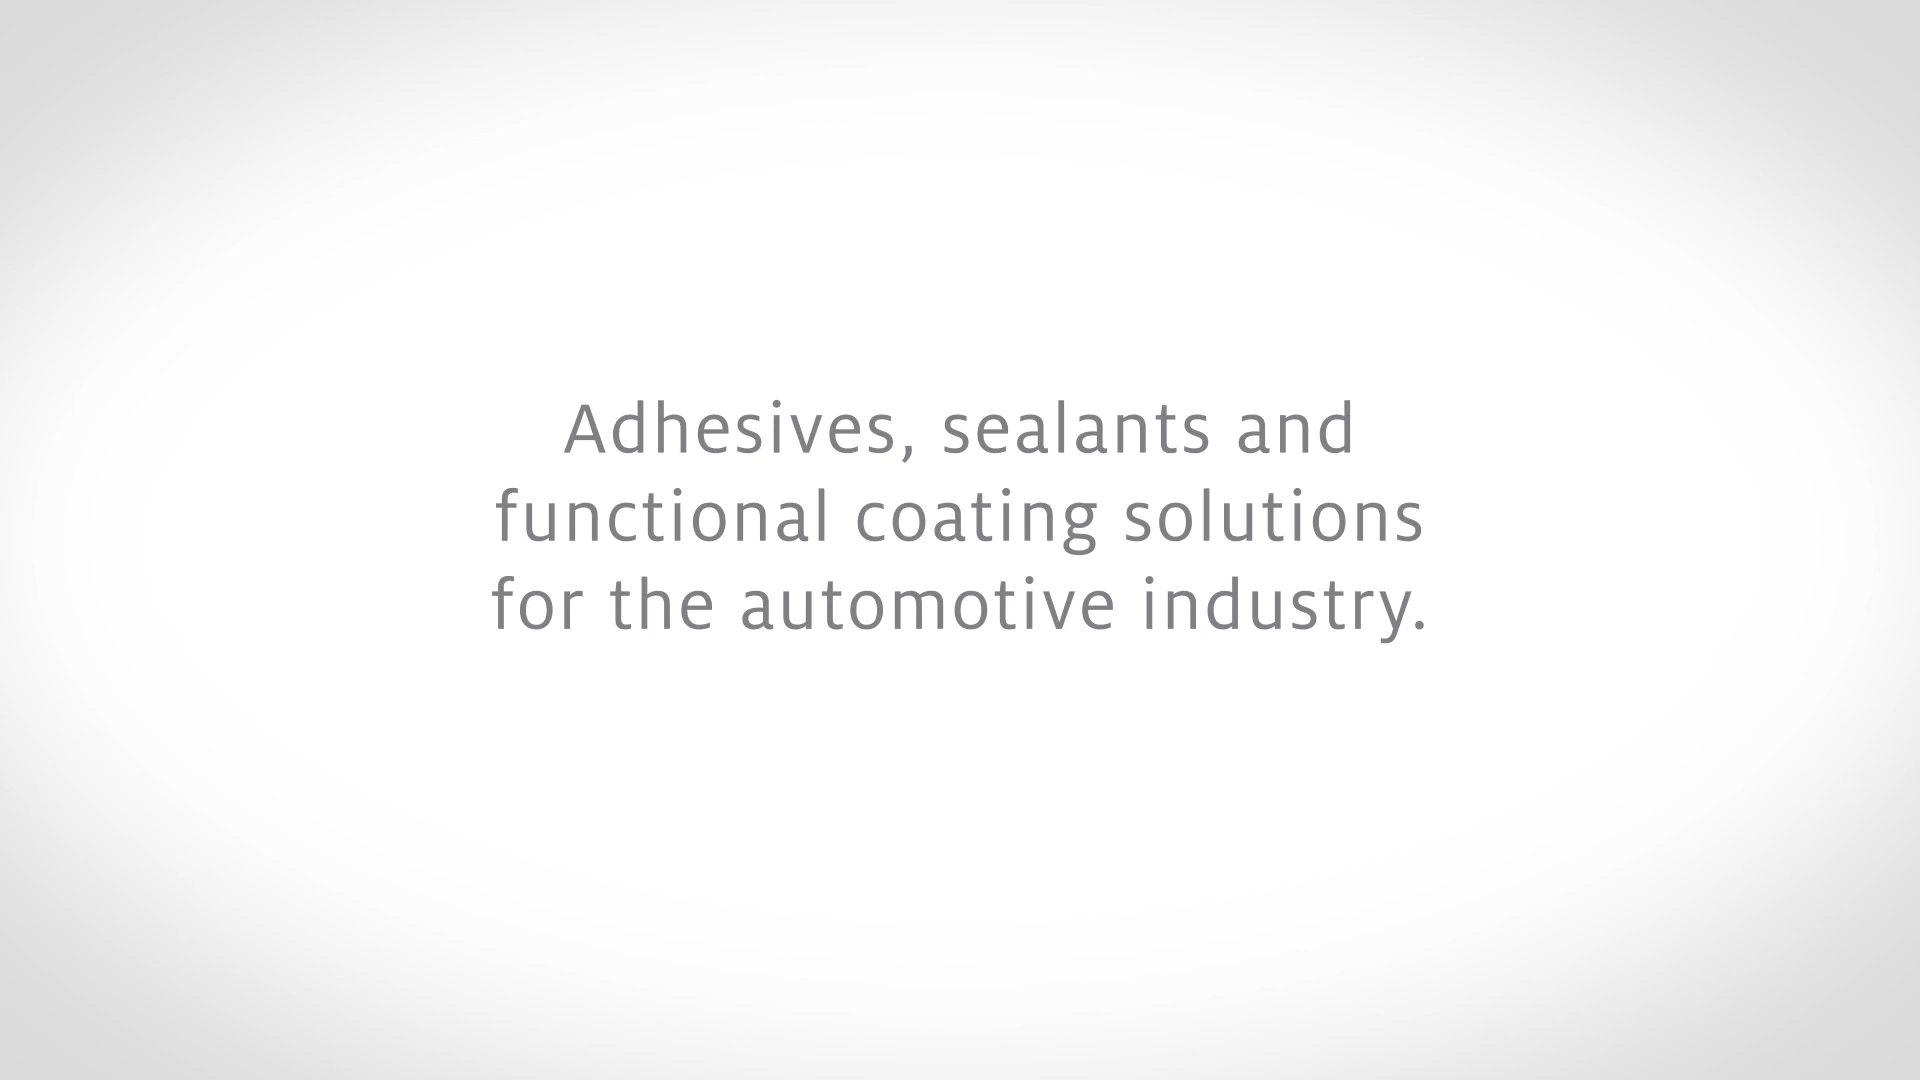 Adhesives, sealants and
functional coating solutions
for the automotive industry.